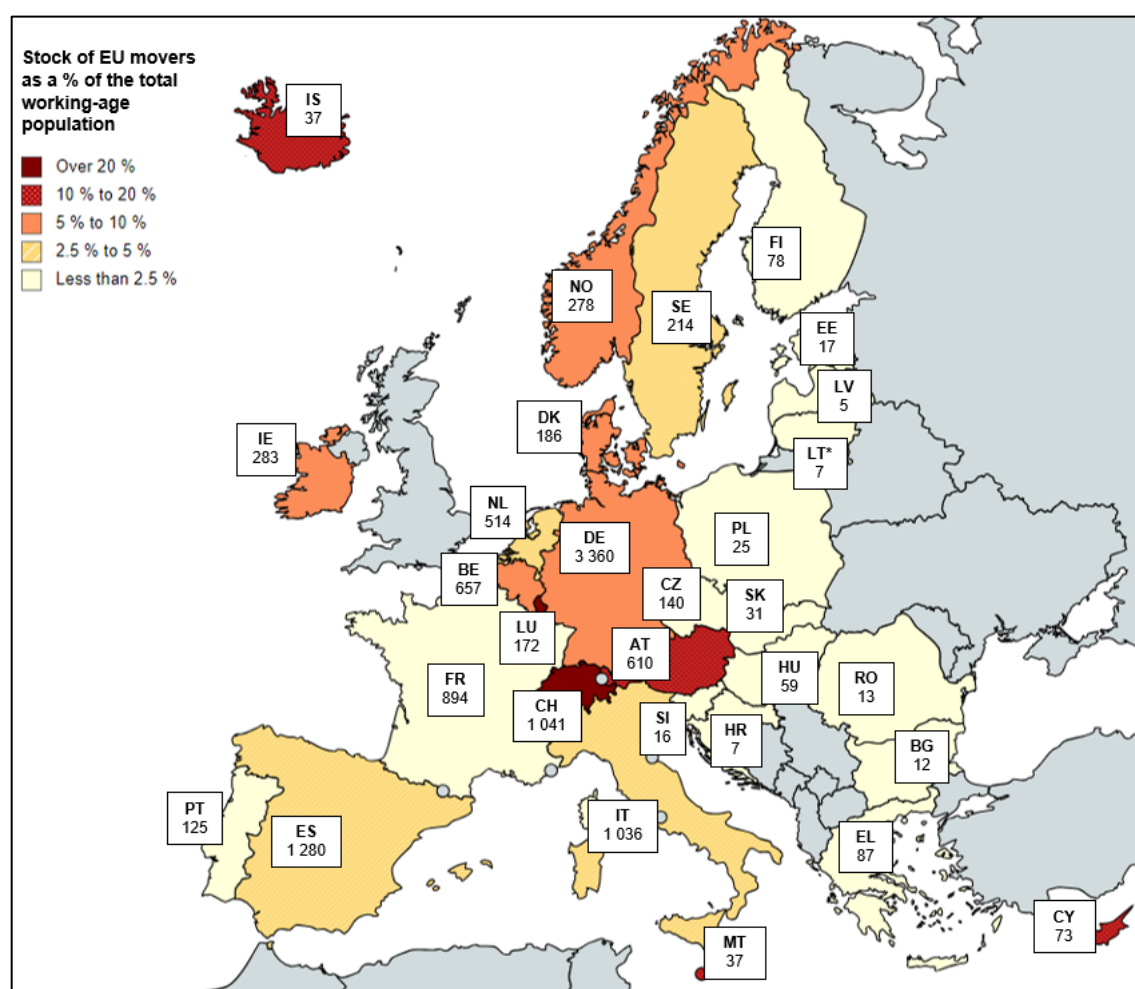 Stock of EU movers
as a % of the total
working-age
population
Over 20 %
10 % to 20 %
5 % to 10 %
2.5 % to 5 %
Less than 2.5 %
IS
37
FI
78
NO
278
SE
214
EE
17
LV
5
DK
186
IE
283
LT*
7
NL
514
DE
3 360
PL
25
BE
657
CZ
140
SK
31
LU
172
AT
610
HU
59
RO
13
FR
894
CH
1 041
SI
16
HR
7
BG
12
PT
125
ES
1 280
IT
1 036
EL
87
CY
73
MT
37